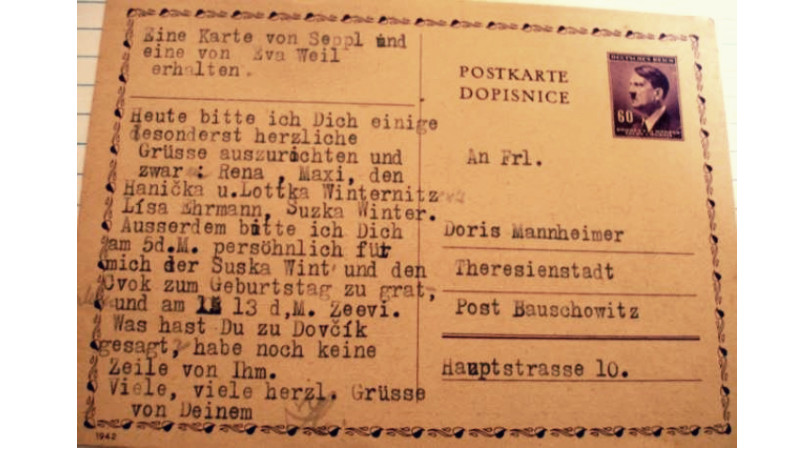 Eine Karte von Seppl und
eine von Eva Weil
erhalten.
Heute bitte ich Dich einige
desonderst herzliche
Grüsse auszurichten und
zwar : Rena , Maxi, den
Hanička u.Lottka Winternitz
Lísa Ehrmann, Suzka Winter.
Ausserdem bitte ich Dich
am 5d.M. persöhnlich für
mich der Suska Wint und den
Cvok zum Geburtstag zu grat,
und am 13 d,M. Zeevi.
Was hast Du zu Dovčík
gesagt, habe noch keine
Zeile von Ihm.
Viele, viele herzl. Grüsse
von Deinem
1942
POSTKARTE
DOPISNICE
DEUTSCHES REICH
60
An Frl.
Doris Mannheimer
Theresienstadt
Post Bauschowitz
Hauptstrasse 10.